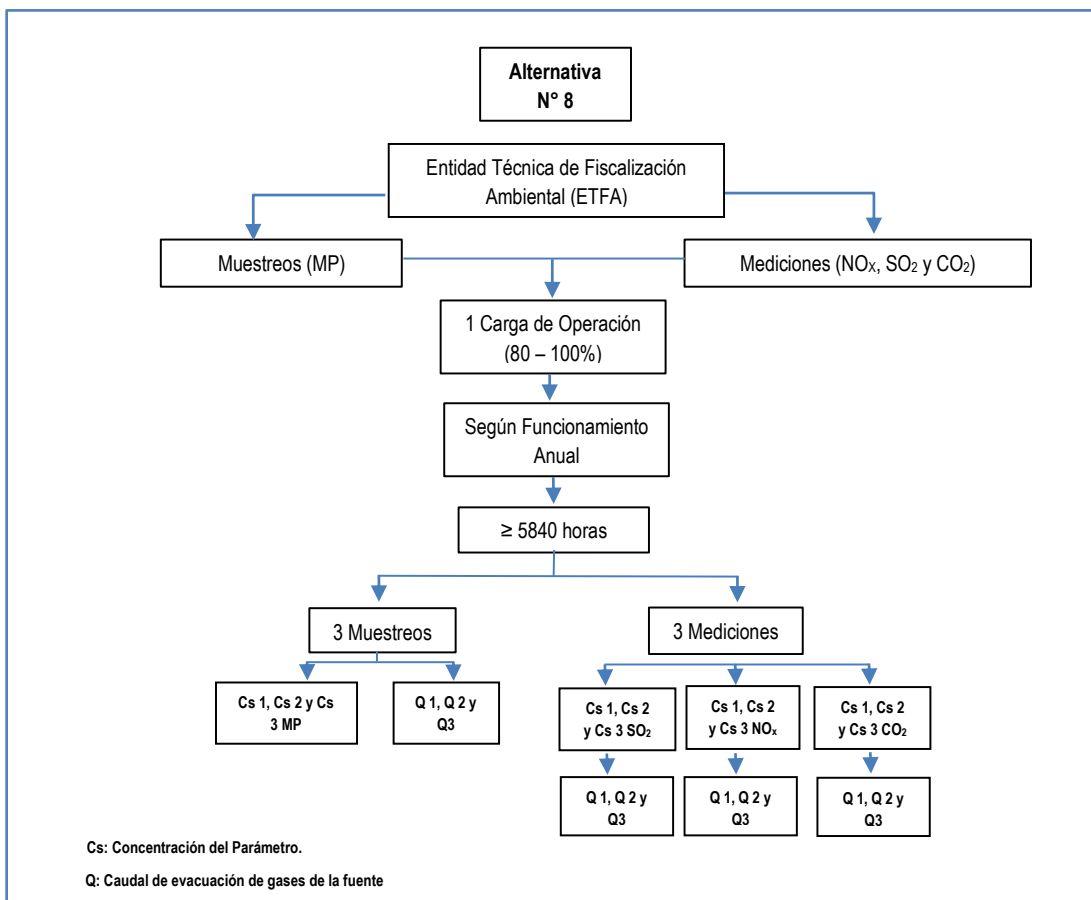 Alternativa
N° 8
Entidad Técnica de Fiscalización
Ambiental (ETFA)
Muestreos (MP)
Mediciones (NOX, SO2 y CO2)
1 Carga de Operación
(80 – 100%)
Según Funcionamiento
Anual
≥ 5840 horas
3 Muestreos
3 Mediciones
Cs 1, Cs 2 y Cs
3 MP
Q 1, Q 2 y
Q3
Cs 1, Cs 2
y Cs 3 SO2
Cs 1, Cs 2
y Cs 3 NOx
Cs 1, Cs 2
y Cs 3 CO2
Q 1, Q 2 y
Q3
Q 1, Q 2 y
Q3
Q 1, Q 2 y
Q3
Cs: Concentración del Parámetro.
Q: Caudal de evacuación de gases de la fuente